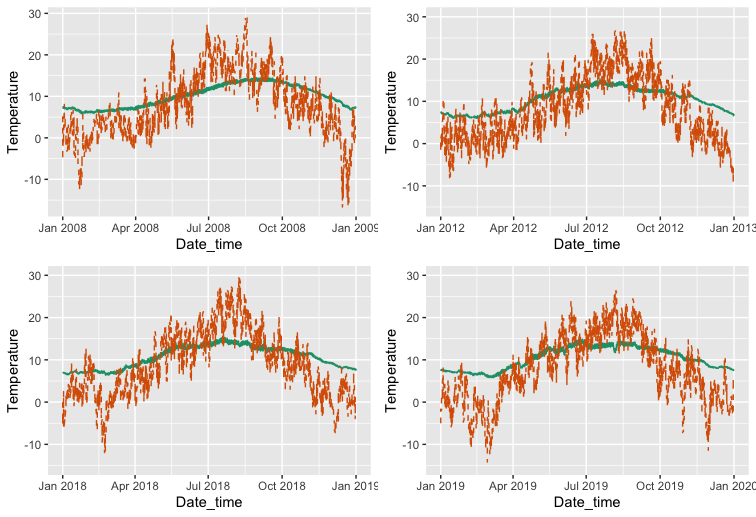 30
20
10
0
-10
Temperature
Jan 2008 Apr 2008 Jul 2008 Oct 2008 Jan 2009
Date_time
30
20
10
0
-10
Temperature
Jan 2012 Apr 2012 Jul 2012 Oct 2012 Jan 2013
Date_time
30
20
10
0
-10
Temperature
Jan 2018 Apr 2018 Jul 2018 Oct 2018 Jan 2019
Date_time
30
20
10
0
-10
Temperature
Jan 2019 Apr 2019 Jul 2019 Oct 2019 Jan 2020
Date_time